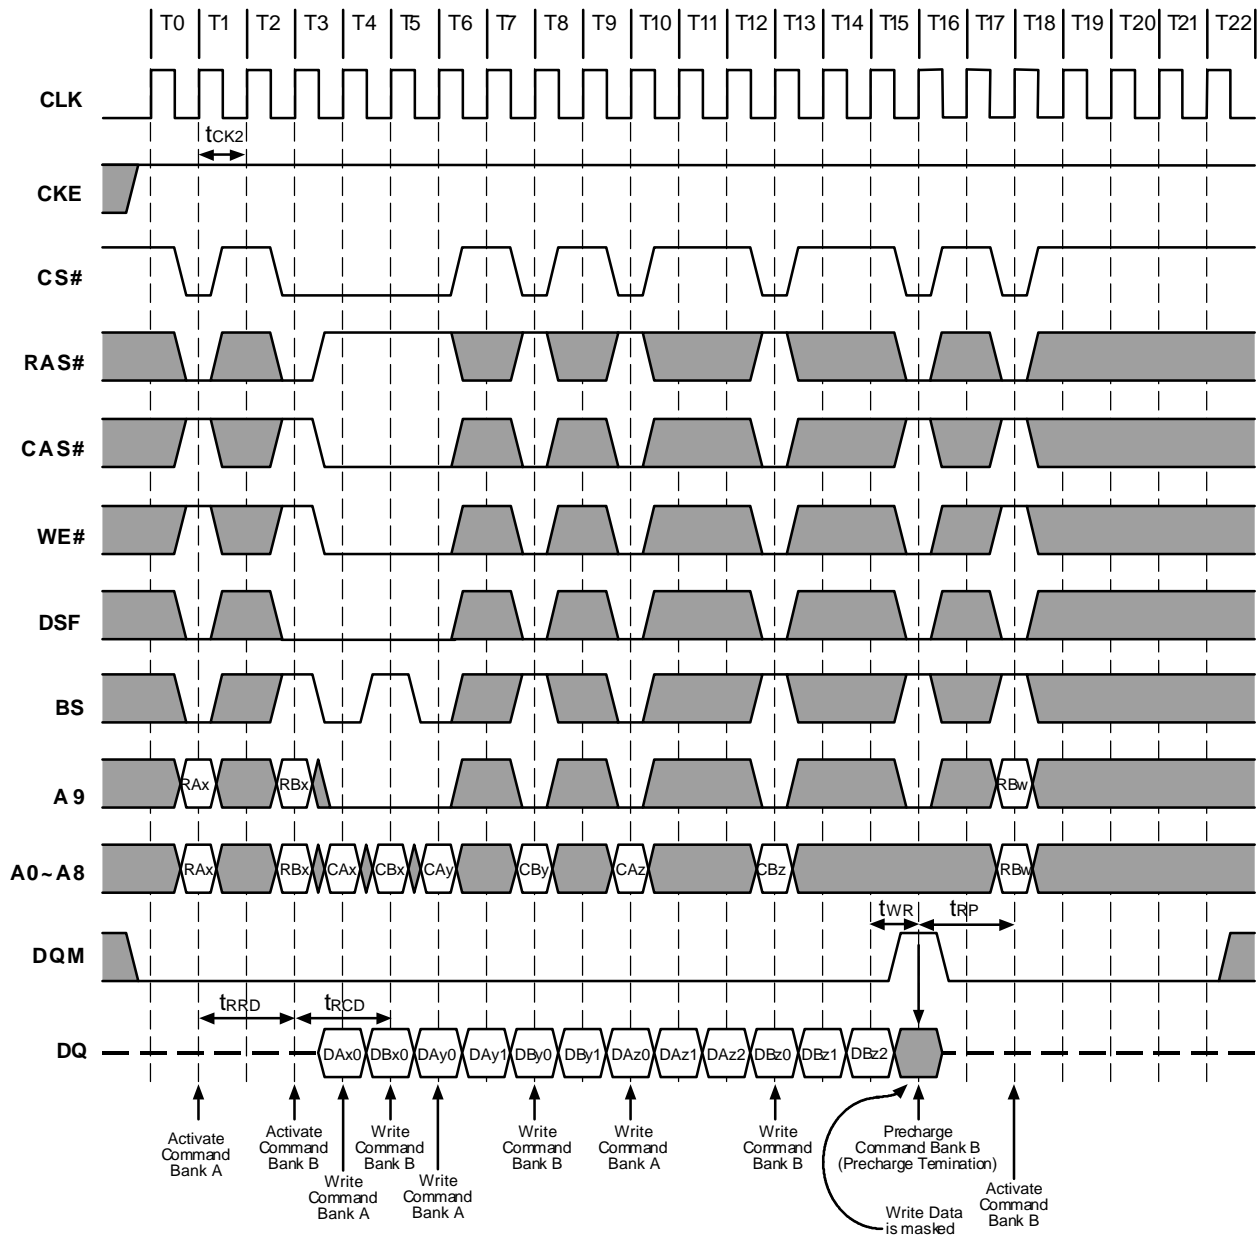 T0 T1 T2 T3 T4 T5 T6 T7 T8 T9 T10 T11 T12 T13 T14 T15 T16 T17 T18 T19 T20 T21 T22
CLK
tCK2
CKE
CS#
RAS#
CAS#
WE#
DSF
BS
A9
RAx RBx RBw
A0~A8
RAx RBx CAx CBx CAy CBy CAz CBz RBw
tWR tRP
DQM
tRRD tRCD
DQ
DAx0 DBx0 DAy0 DAy1 DBy0 DBy1 DAz0 DAz1 DAz2 DBz0 DBz1 DBz2
Activate
Command
Bank A
Activate
Command
Bank B
Write
Command
Bank A
Write
Command
Bank B
Write
Command
Bank A
Write
Command
Bank B
Write
Command
Bank A
Write
Command
Bank B
Precharge
Command Bank B
(Precharge Temination)
Write Data
is masked
Activate
Command
Bank B